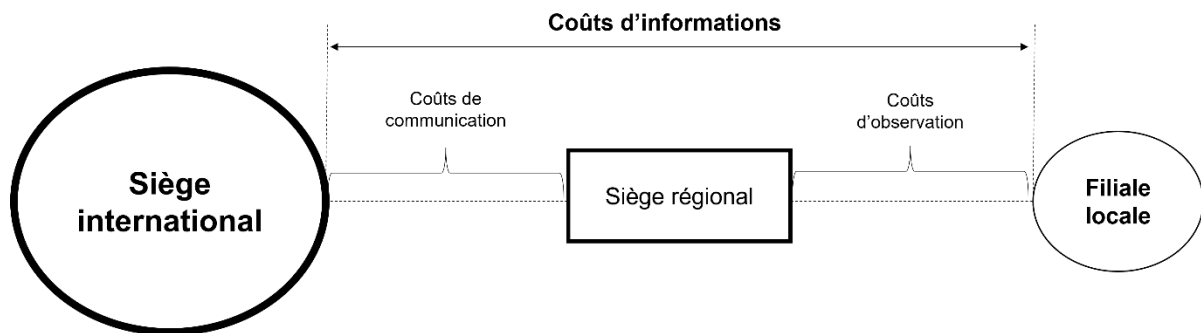 Coûts d'informations
Coûts de
communication
Coûts
d'observation
Siège
international
Siège régional
Filiale
locale